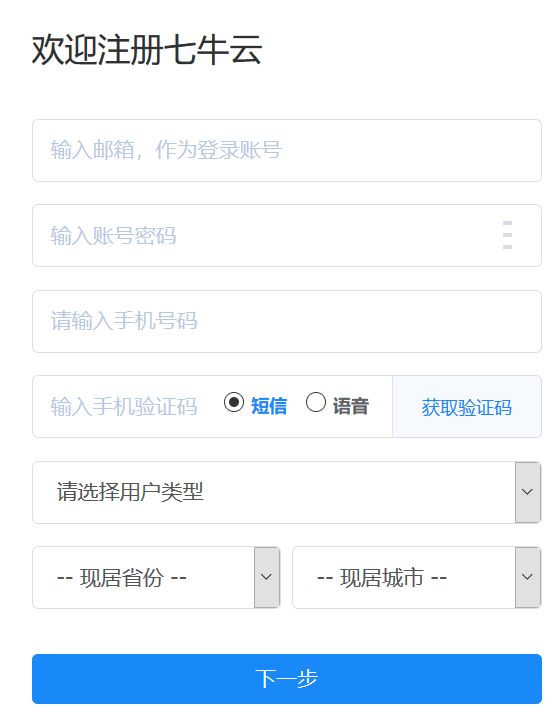 欢迎注册七牛云
输入邮箱，作为登录账号
输入账号密码
请输入手机号码
输入手机验证码 短信 语音 获取验证码
请选择用户类型
-- 现居省份 -- -- 现居城市 --
下一步